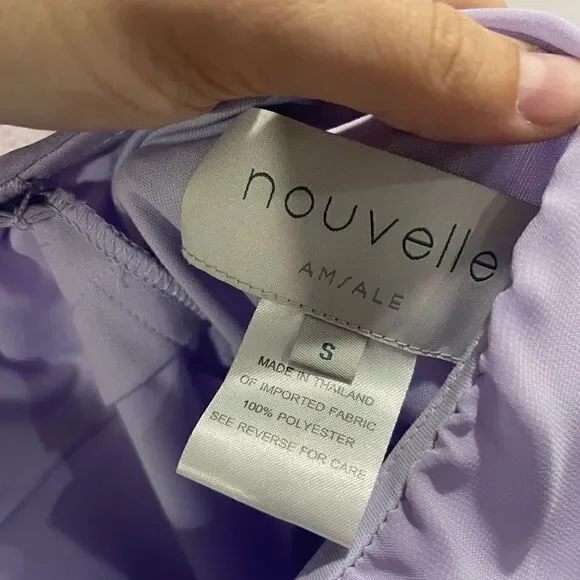 nouvelle
AMSALE
S
MADE IN THAILAND
OF IMPORTED FABRIC
100% POLYESTER
SEE REVERSE FOR CARE